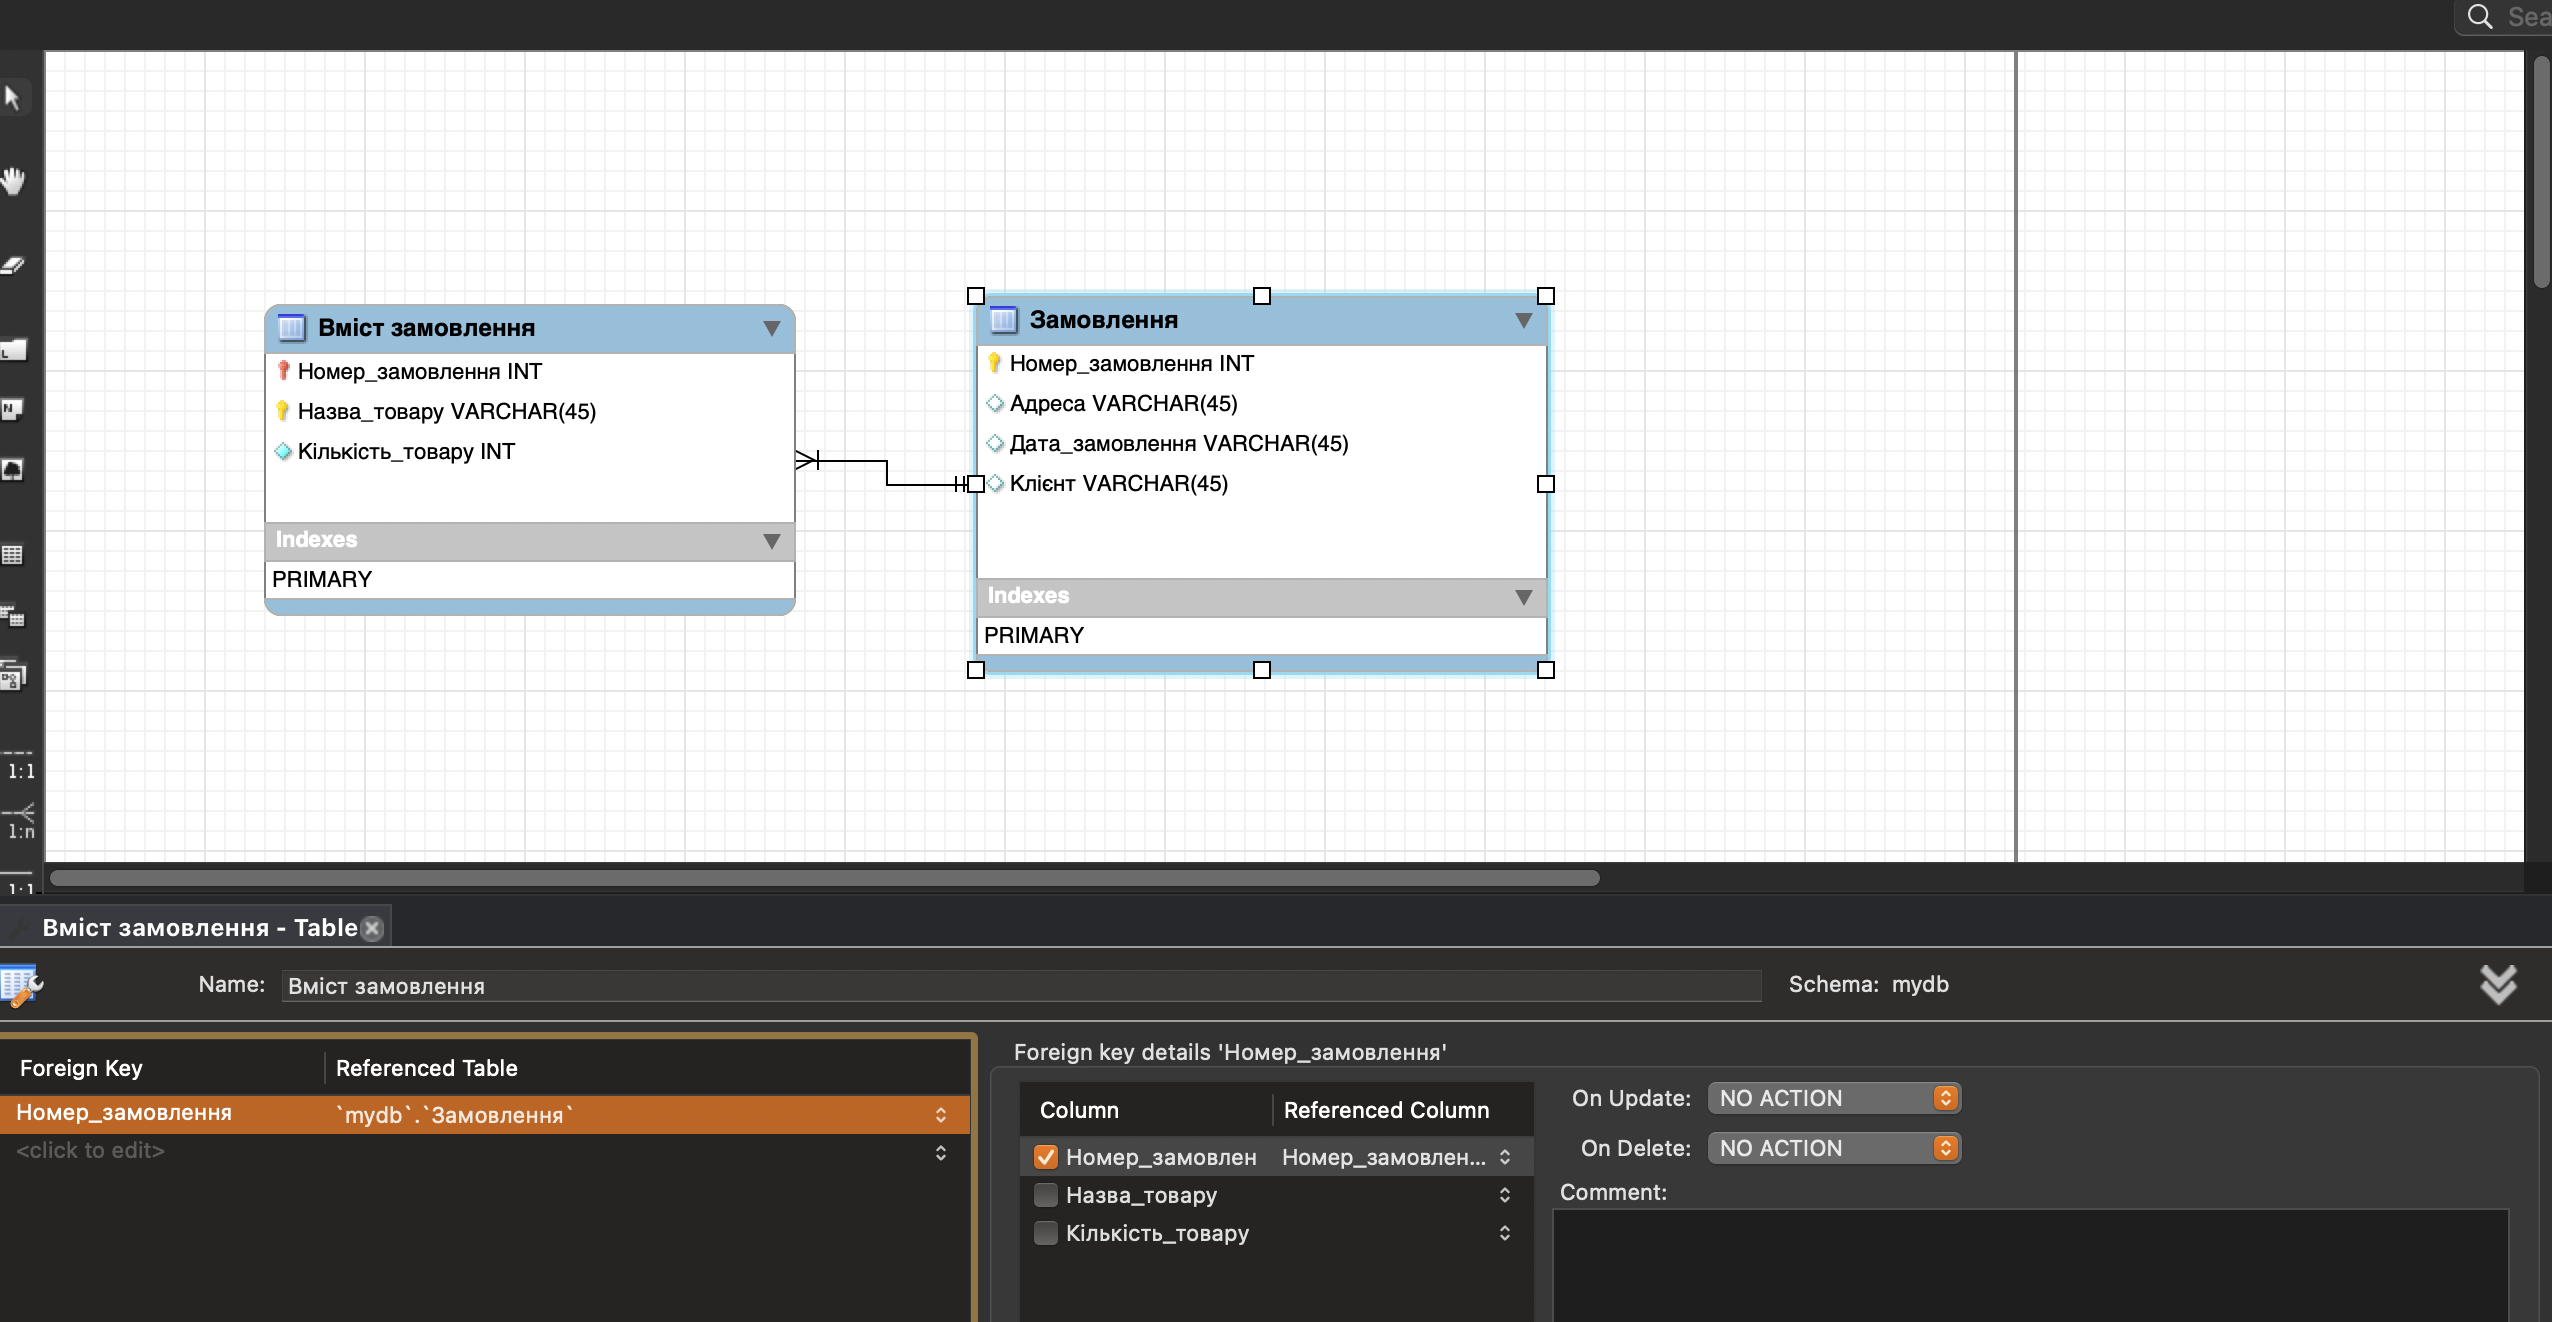 Sea
Вміст замовлення
Номер_замовлення INT
Назва_товару VARCHAR(45)
Кількість_товару INT
Indexes
PRIMARY
Замовлення
Номер_замовлення INT
Адреса VARCHAR(45)
Дата_замовлення VARCHAR(45)
Клієнт VARCHAR(45)
Indexes
PRIMARY
1:1
1:n
1:1
Вміст замовлення - Table
Name: Вміст замовлення
Schema: mydb
Foreign Key Referenced Table
Номер_замовлення `mydb`.`Замовлення`
<click to edit>
Foreign key details 'Номер_замовлення'
Column Referenced Column
Номер_замовлен Номер_замовлен...
Назва_товару
Кількість_товару
On Update: NO ACTION
On Delete: NO ACTION
Comment: